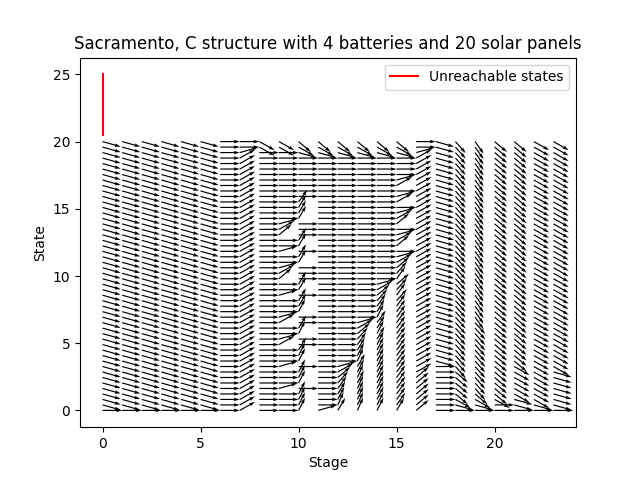 Sacramento, C structure with 4 batteries and 20 solar panels
Unreachable states
25
20
15
10
5
0
State
0
5
10
15
20
Stage